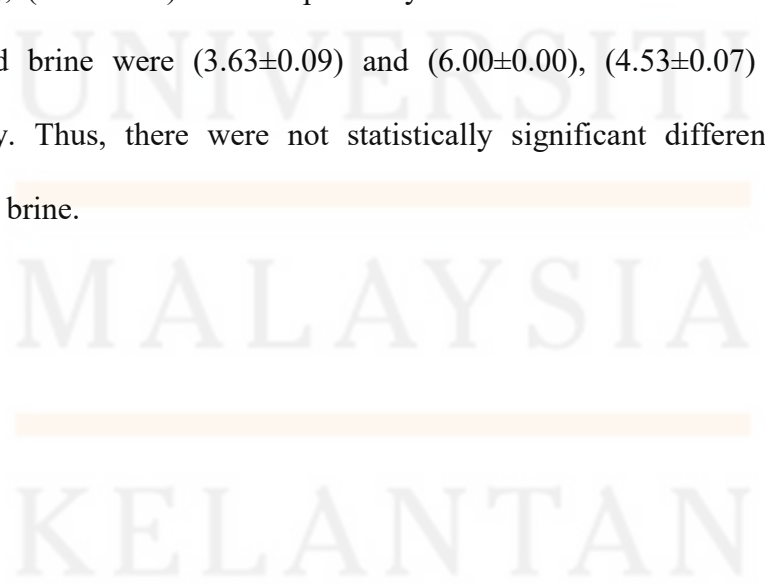 d brine were (3.63±0.09) and (6.00±0.00), (4.53±0.07)
y. Thus, there were not statistically significant differen
brine.
UNIVERSITI
MALAYSIA
KELANTAN